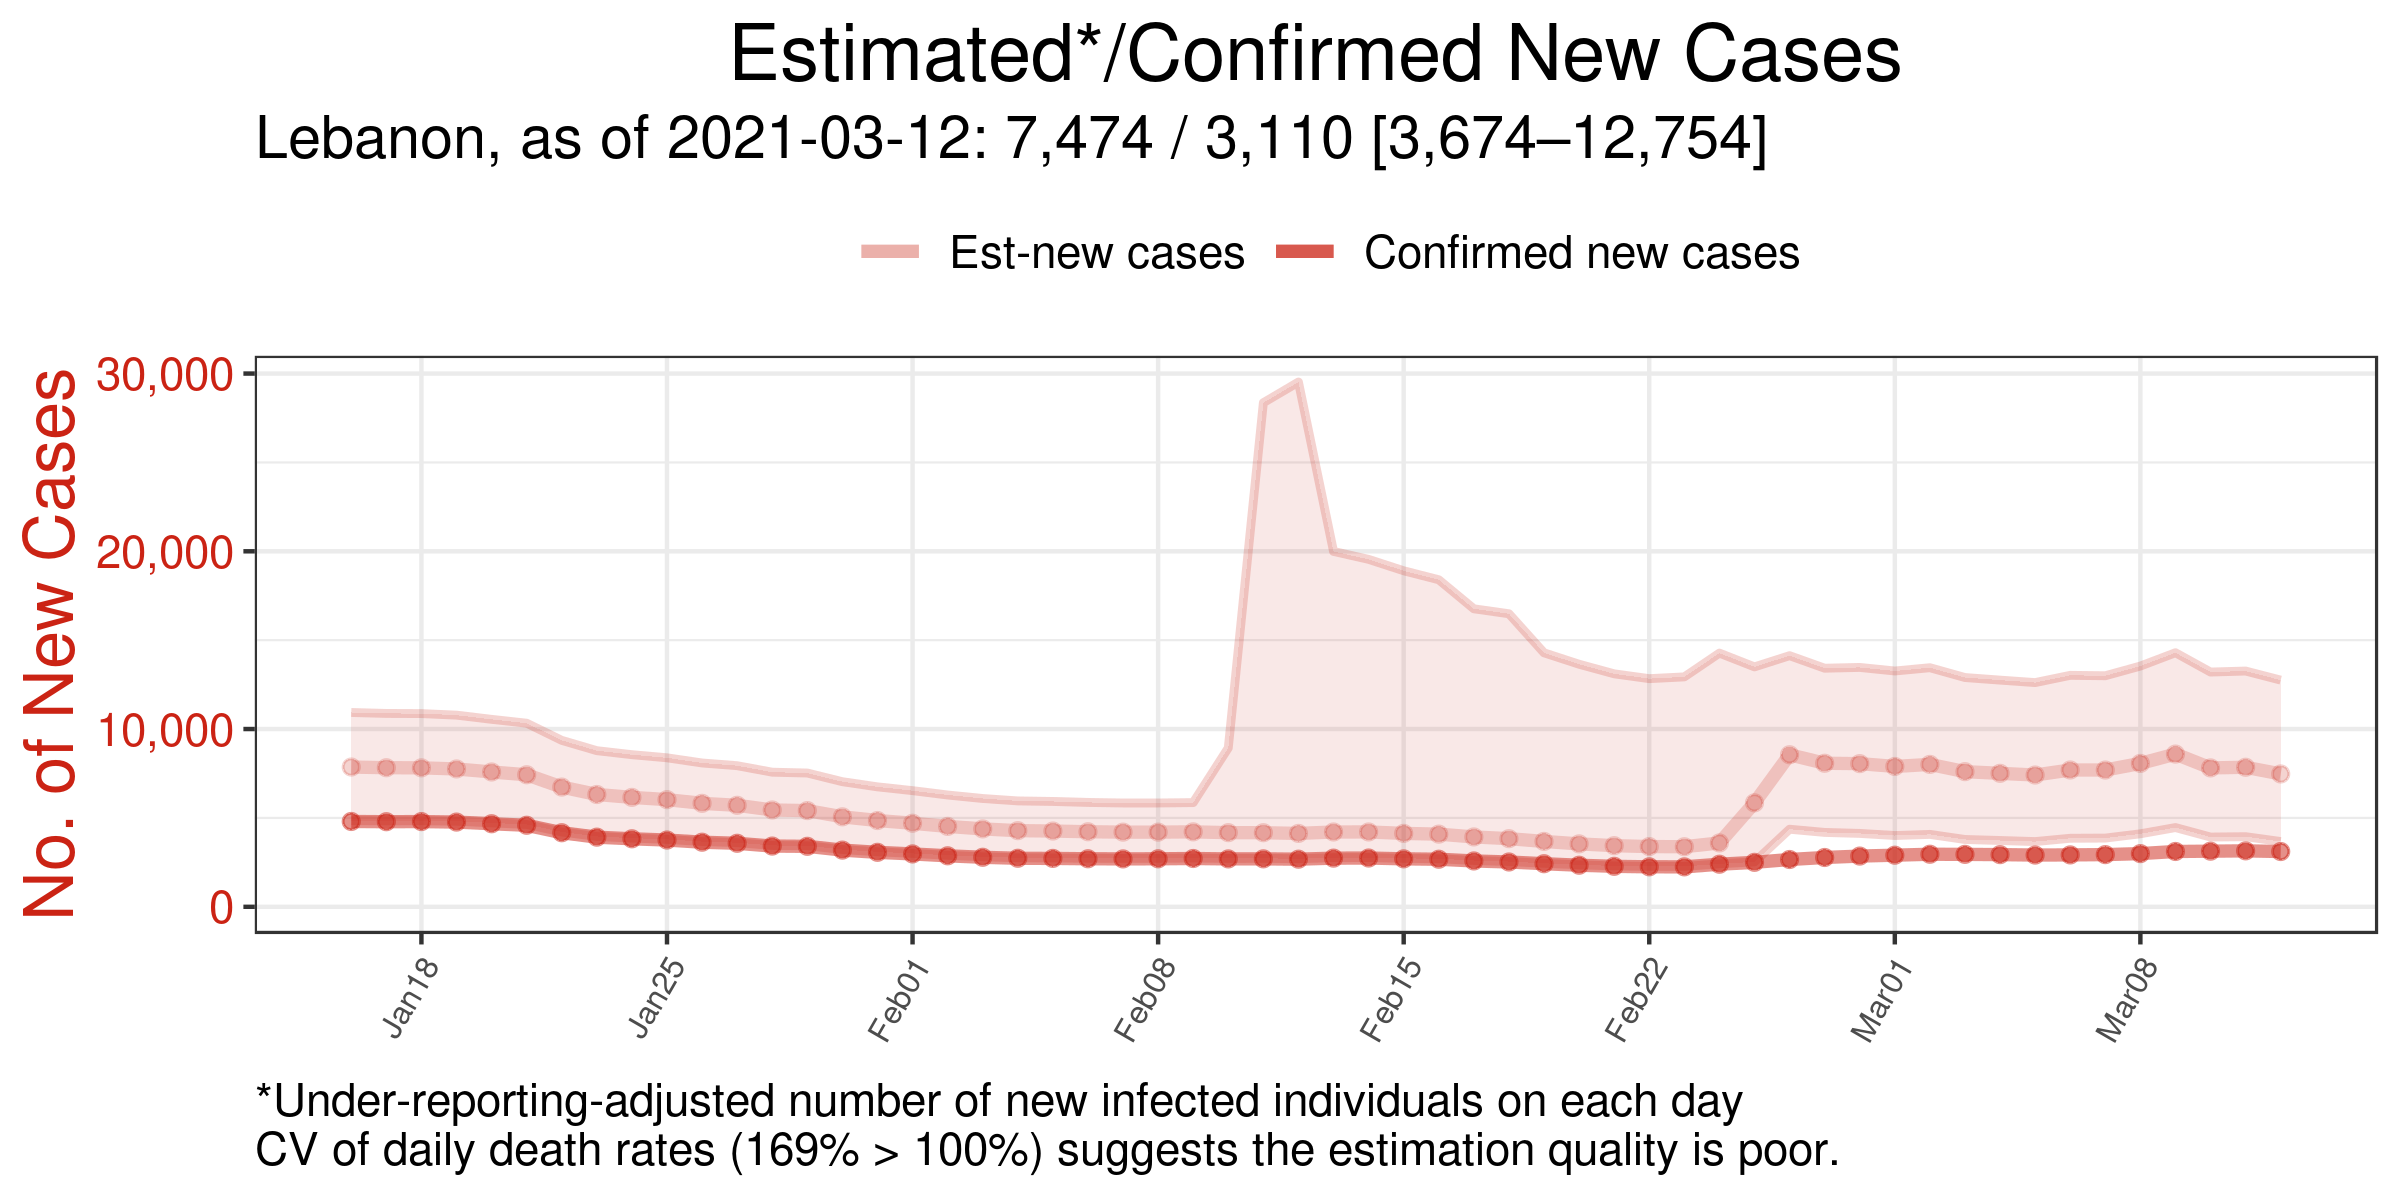 Estimated*/Confirmed New Cases
Lebanon, as of 2021-03-12: 7,474 / 3,110 [3,674–12,754]
Est-new cases Confirmed new cases
No. of New Cases
30,000
20,000
10,000
0
Jan18 Jan25 Feb01 Feb08 Feb15 Feb22 Mar01 Mar08
*Under-reporting-adjusted number of new infected individuals on each day
CV of daily death rates (169% > 100%) suggests the estimation quality is poor.